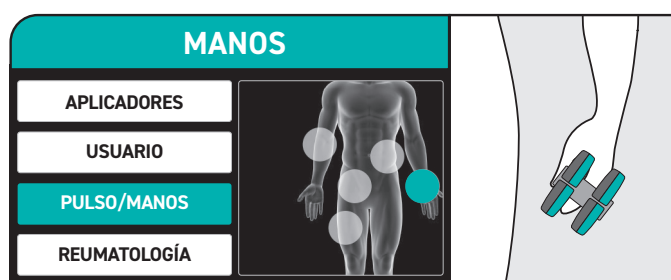 MANOS
APLICADORES
USUARIO
PULSO/MANOS
REUMATOLOGÍA